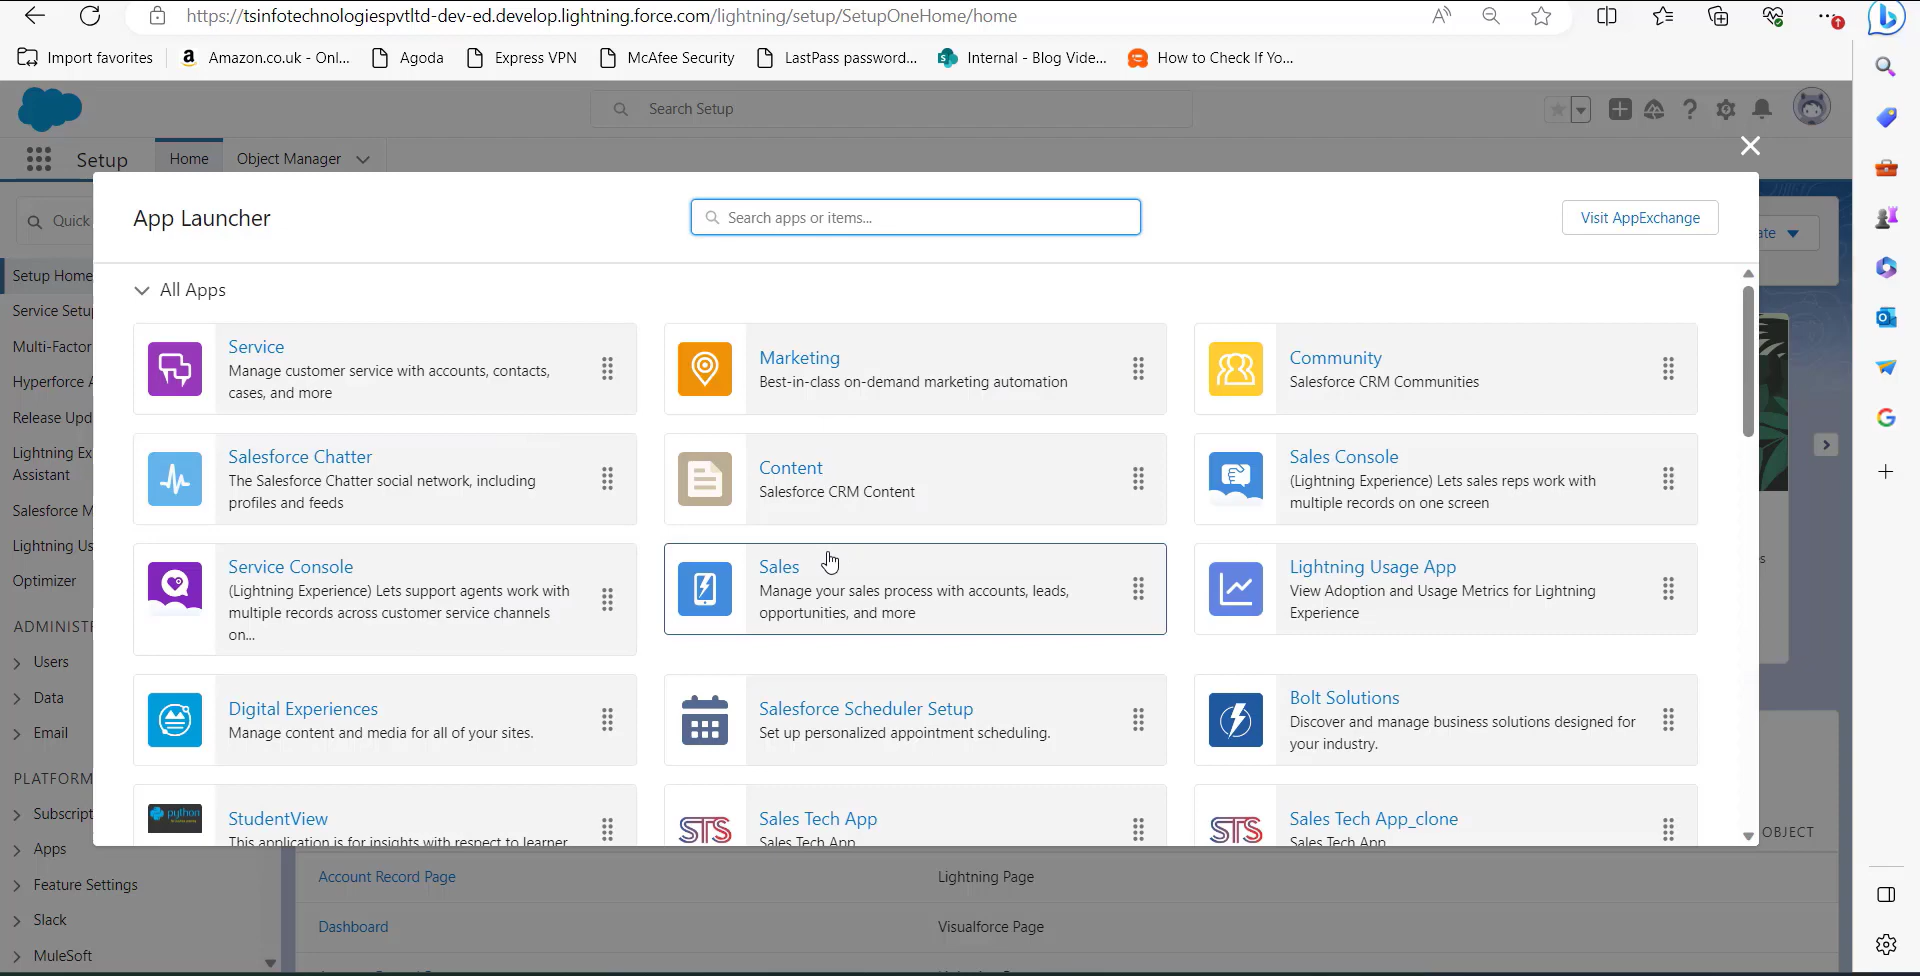 https://tsinfotechnologiespvtltd-dev-ed.develop.lightning.force.com/lightning/setup/SetupOneHome/home
Import favorites
Amazon.co.uk - Onl...
Agoda
Express VPN
McAfee Security
LastPass password...
Internal - Blog Vide...
How to Check If Yo...
Search Setup
Setup
Home
Object Manager
App Launcher
Search apps or items...
Visit AppExchange
Quick
Setup Home
Service Setu
Multi-Factor
Hyperforce A
Release Upd
Lightning Ex
Assistant
Salesforce M
Lightning Us
Optimizer
ADMINIST
Users
Data
Email
PLATFORM
Subscript
Apps
Feature Settings
Slack
MuleSoft
All Apps
Service
Manage customer service with accounts, contacts,
cases, and more
Marketing
Best-in-class on-demand marketing automation
Community
Salesforce CRM Communities
Salesforce Chatter
The Salesforce Chatter social network, including
profiles and feeds
Content
Salesforce CRM Content
Sales Console
(Lightning Experience) Lets sales reps work with
multiple records on one screen
Service Console
(Lightning Experience) Lets support agents work with
multiple records across customer service channels
on...
Sales
Manage your sales process with accounts, leads,
opportunities, and more
Lightning Usage App
View Adoption and Usage Metrics for Lightning
Experience
Digital Experiences
Manage content and media for all of your sites.
Salesforce Scheduler Setup
Set up personalized appointment scheduling.
Bolt Solutions
Discover and manage business solutions designed for
your industry.
python
StudentView
This application is for insights with respect to learner
STS
Sales Tech App
Sales Tech App
STS
Sales Tech App_clone
Sales Tech App
ate
OBJECT
Account Record Page
Lightning Page
Dashboard
Visualforce Page